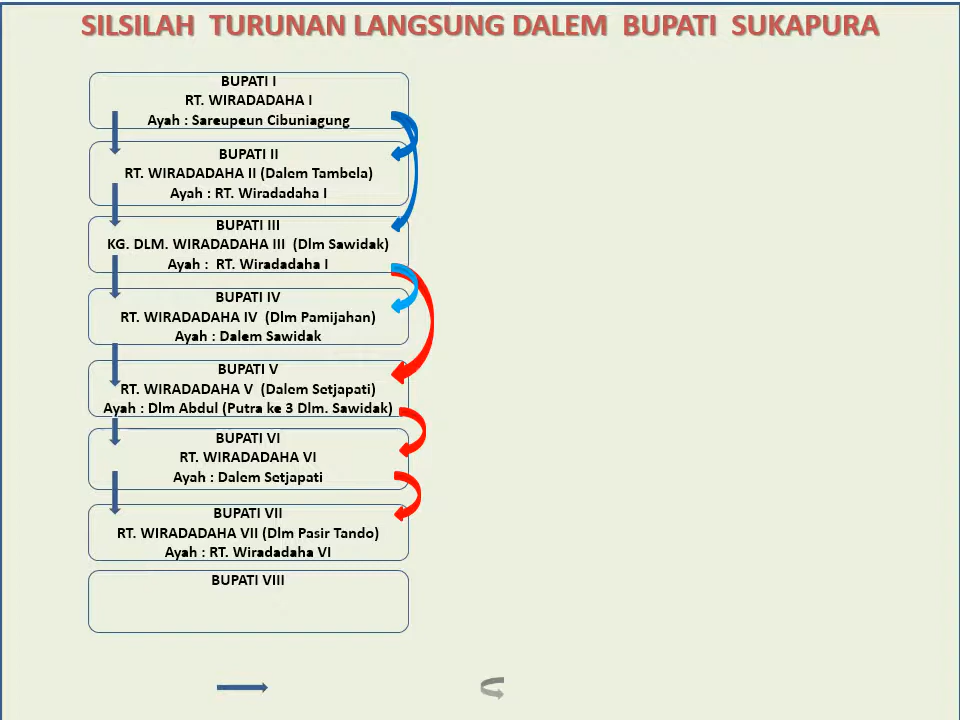 SILSILAH TURUNAN LANGSUNG DALEM BUPATI SUKAPURA
BUPATI I
RT. WIRADADAHA I
Ayah : Sareupeun Cibuniagung
BUPATI II
RT. WIRADADAHA II (Dalem Tambela)
Ayah : RT. Wiradadaha I
BUPATI III
KG. DLM. WIRADADAHA III (Dlm Sawidak)
Ayah : RT. Wiradadaha I
BUPATI IV
RT. WIRADADAHA IV (Dlm Pamijahan)
Ayah : Dalem Sawidak
BUPATI V
RT. WIRADADAHA V (Dalem Setjapati)
Ayah : Dlm Abdul (Putra ke 3 Dlm. Sawidak)
BUPATI VI
RT. WIRADADAHA VI
Ayah : Dalem Setjapati
BUPATI VII
RT. WIRADADAHA VII (Dlm Pasir Tando)
Ayah : RT. Wiradadaha VI
BUPATI VIII